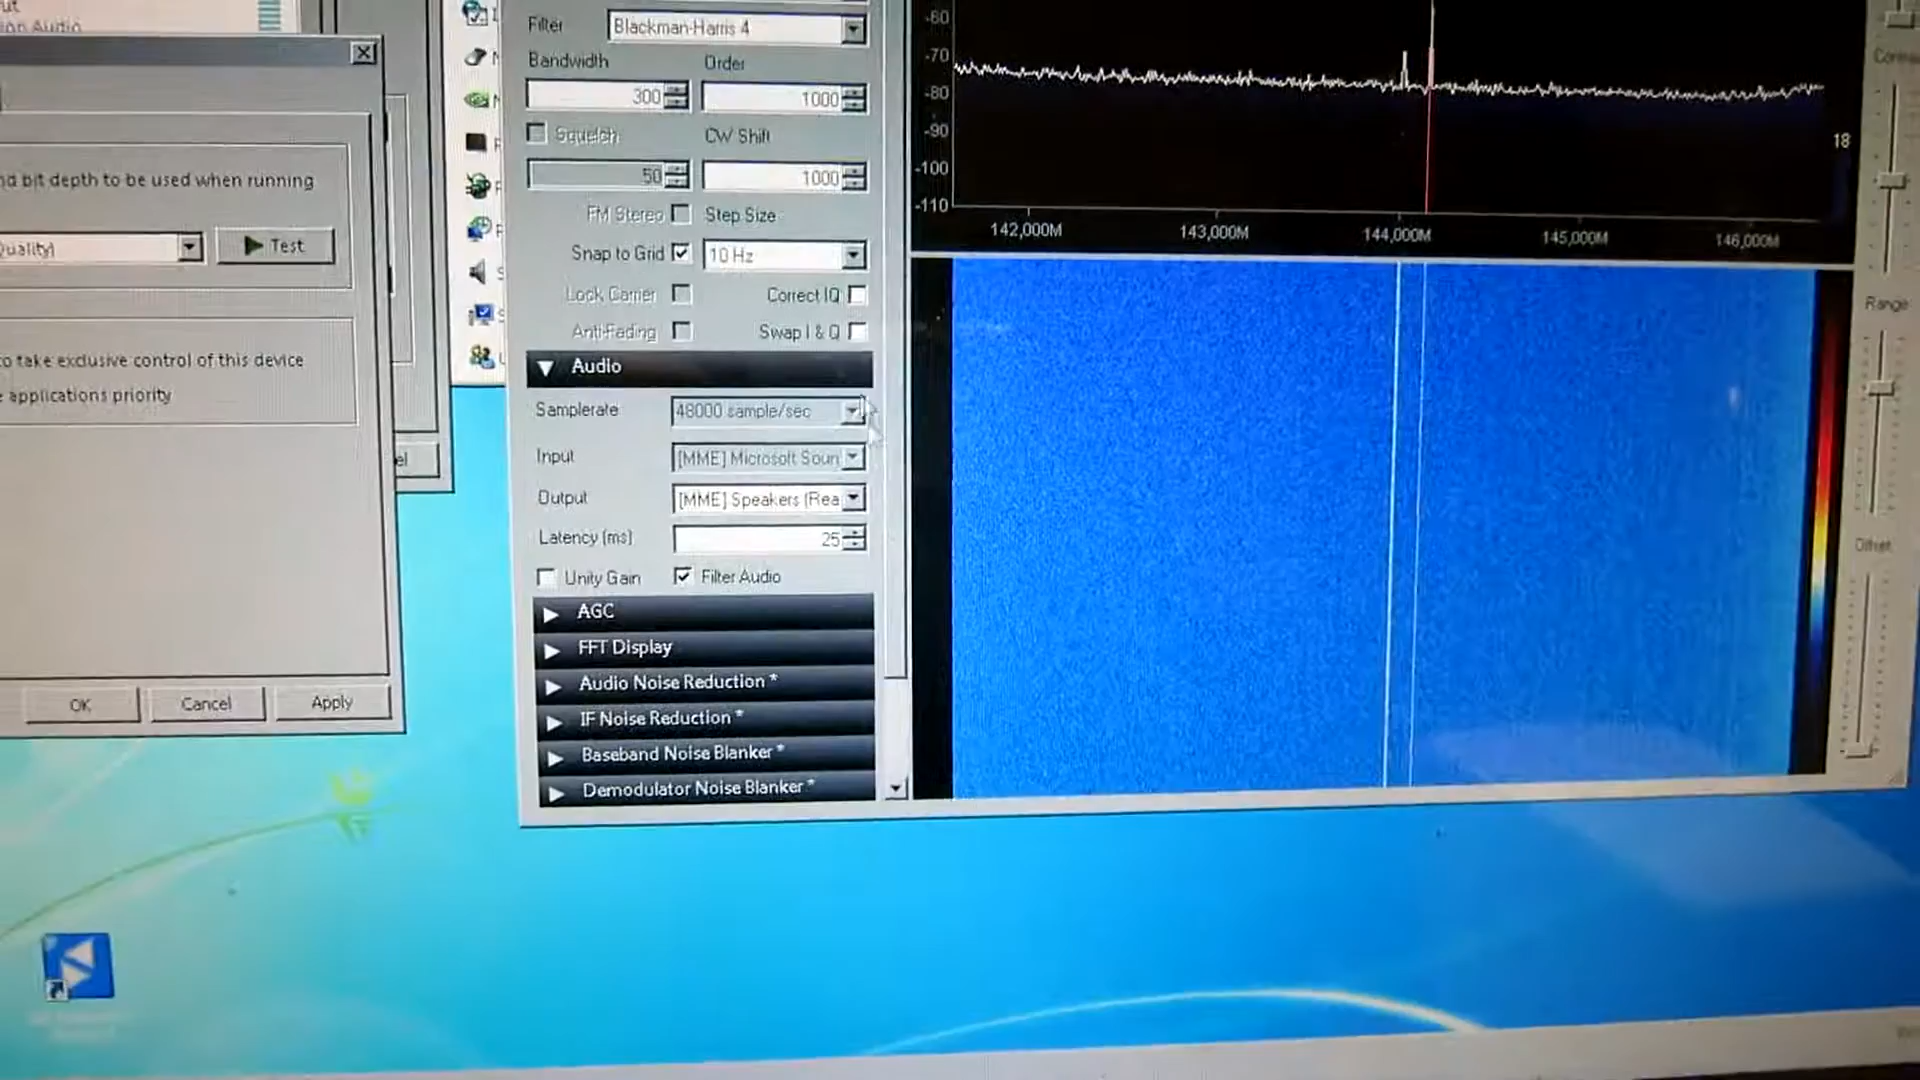 on Audio
nd bit depth to be used when running
Quality)
Test
to take exclusive control of this device
e applications priority
el
OK
Cancel
Apply
Filter
Blackman-Harris 4
Bandwidth
Order
300
1000
Squelch
CW Shift
50
1000
FM Stereo
Step Size
Snap to Grid
10 Hz
Lock Carrier
Correct IQ
Anti-Fading
Swap I & Q
Audio
Samplerate
48000 sample/sec
Input
[MME] Microsoft Soun
Output
[MME] Speakers (Rea
Latency (ms)
25
Unity Gain
Filter Audio
AGC
FFT Display
Audio Noise Reduction *
IF Noise Reduction *
Baseband Noise Blanker *
Demodulator Noise Blanker *
-60
-70
-80
-90
-100
-110
142,000M
143,000M
144,000M
145,000M
146,000M
18
Range
Offset